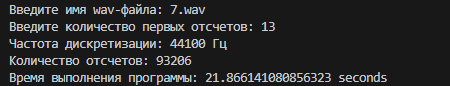 Введите имя wav-файла: 7.wav
Введите количество первых отсчетов: 13
Частота дискретизации: 44100 Гц
Количество отсчетов: 93206
Время выполнения программы: 21.866141080856323 seconds